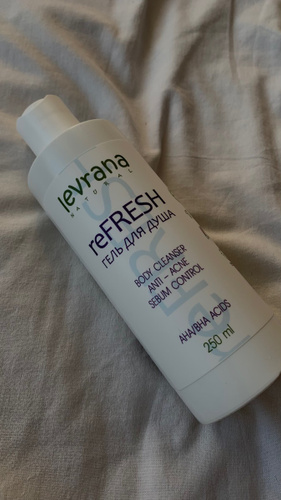 levrana
NATURAL
reFRESH
ГЕЛЬ ДЛЯ ДУША
BODY CLEANSER
ANTI - ACNE
SEBUM CONTROL
AHA/BHA ACIDS
250 ml